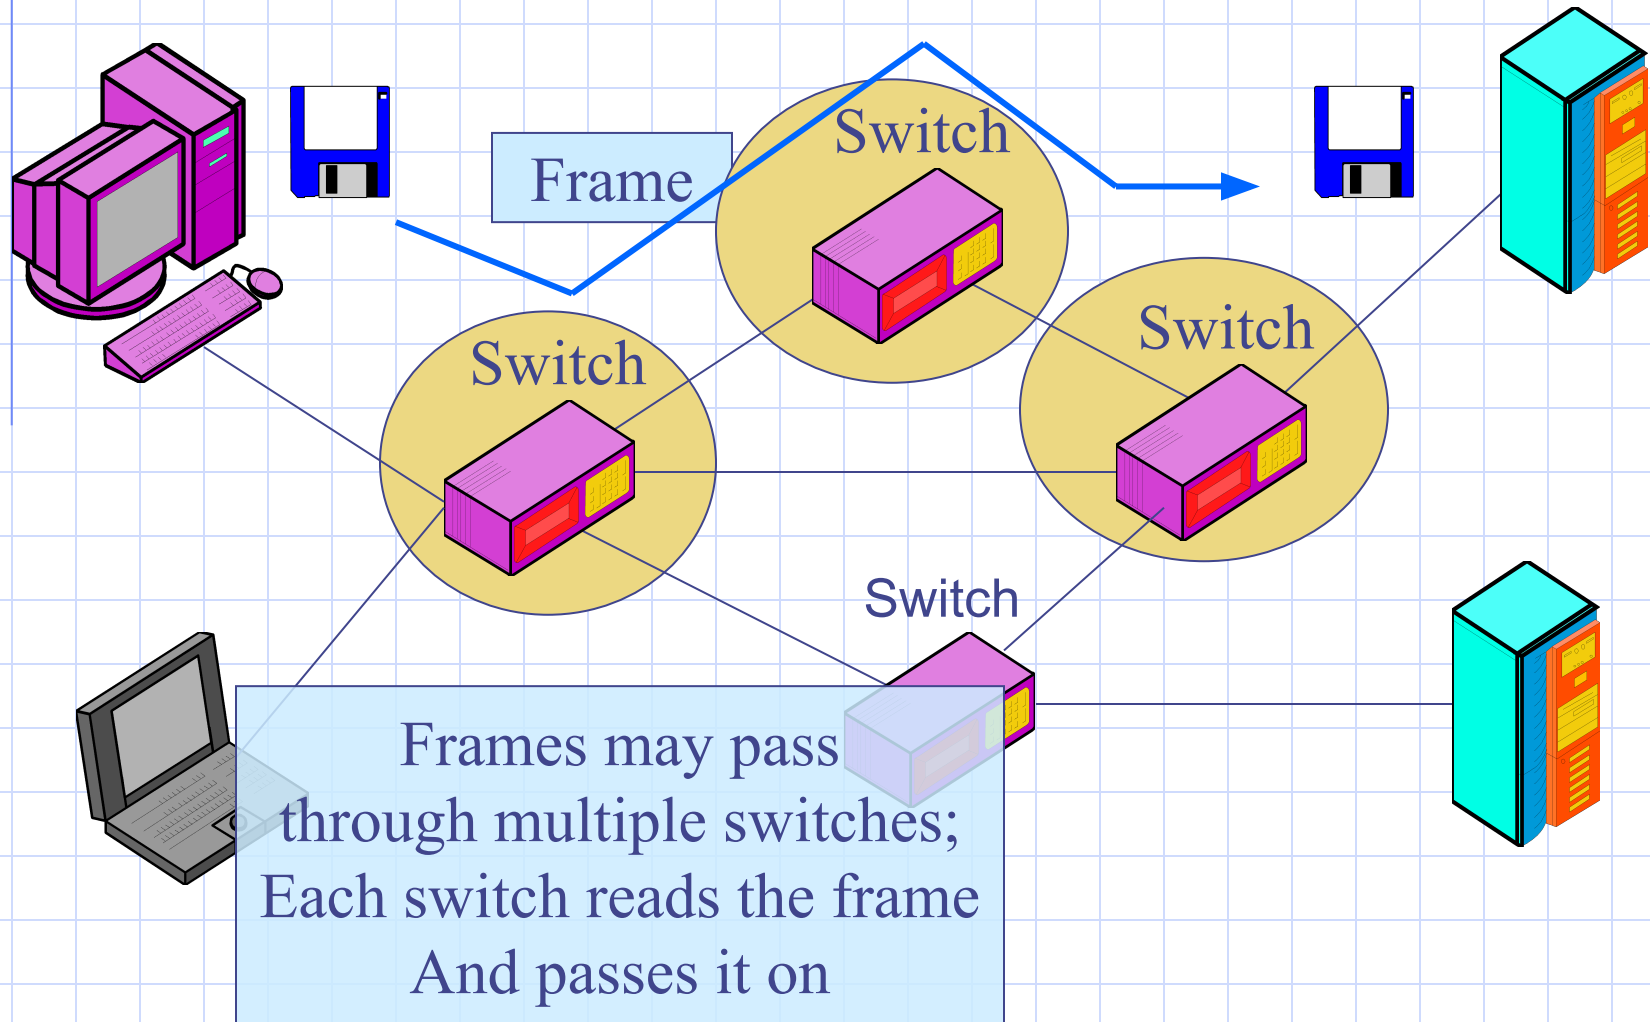 Switch
Frame
Switch
Switch
Switch
Frames may pass
through multiple switches;
Each switch reads the frame
And passes it on